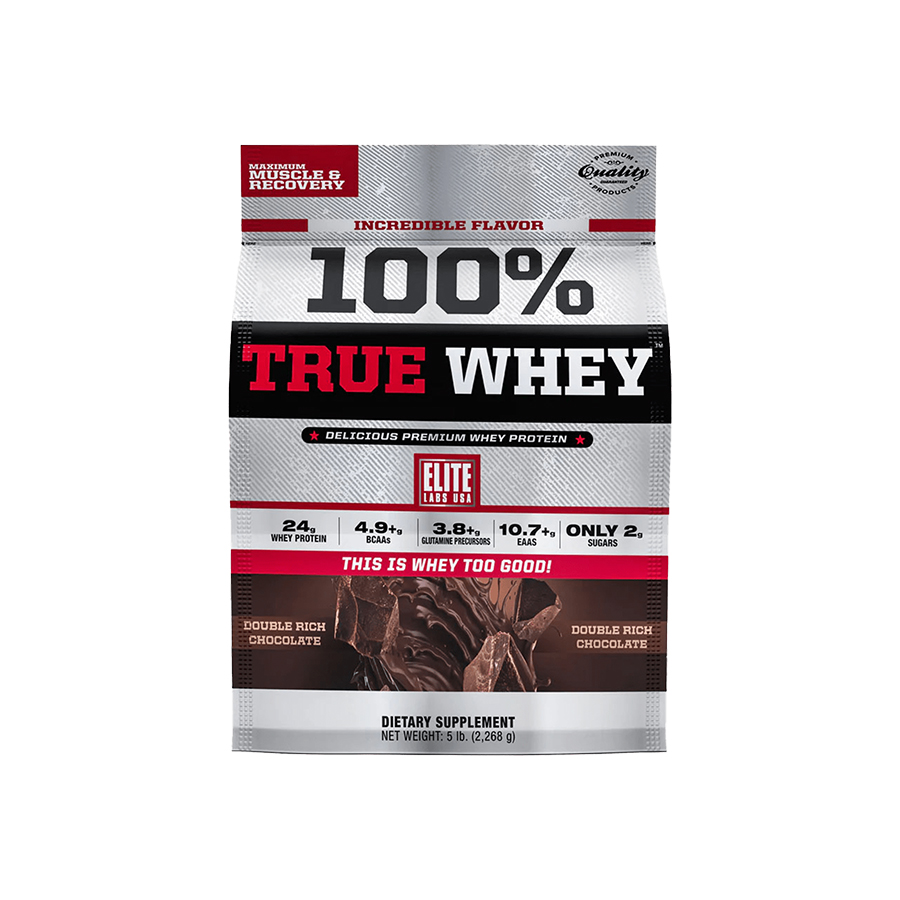 MAXIMUM
MUSCLE &
RECOVERY
PREMIUM
Quality
GUARANTEED
PRODUCTS
INCREDIBLE FLAVOR
100%
TRUE WHEY™
DELICIOUS PREMIUM WHEY PROTEIN
ELITE
LABS USA
24g
WHEY PROTEIN
4.9+g
BCAAs
3.8+g
GLUTAMINE PRECURSORS
10.7+g
EAAS
ONLY 2g
SUGARS
THIS IS WHEY TOO GOOD!
DOUBLE RICH
CHOCOLATE
DOUBLE RICH
CHOCOLATE
DIETARY SUPPLEMENT
NET WEIGHT: 5 lb. (2,268 g)